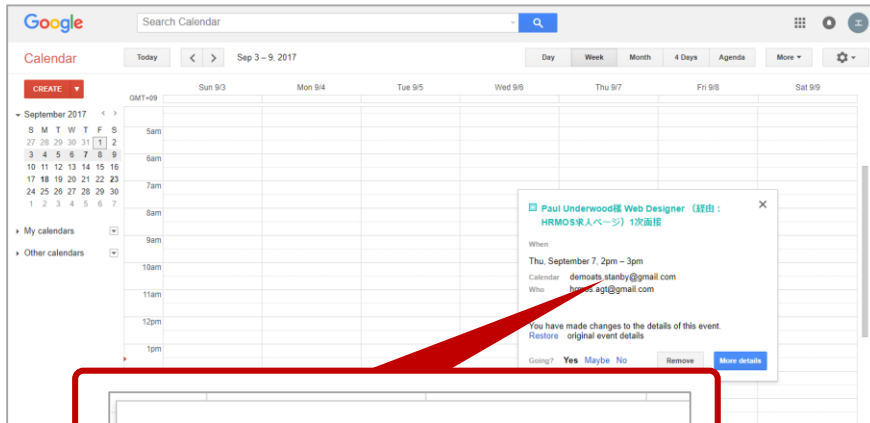 Google
Search Calendar
エ
Calendar
Today
Sep 3 – 9, 2017
Day Week Month 4 Days Agenda
More
CREATE
Sun 9/3 Mon 9/4 Tue 9/5 Wed 9/6 Thu 9/7 Fri 9/8 Sat 9/9
GMT+09
September 2017
S M T W T F S
27 28 29 30 31 1 2
3 4 5 6 7 8 9
10 11 12 13 14 15 16
17 18 19 20 21 22 23
24 25 26 27 28 29 30
1 2 3 4 5 6 7
My calendars
Other calendars
5am
6am
7am
8am
9am
10am
11am
12pm
1pm
Paul Underwood様 Web Designer（経由：
HRMOS求人ページ）1次面接
When
Thu, September 7, 2pm – 3pm
Calendar demoats.stanby@gmail.com
Who hrmos.agt@gmail.com
You have made changes to the details of this event.
Restore original event details
Going? Yes Maybe No
Remove
More details